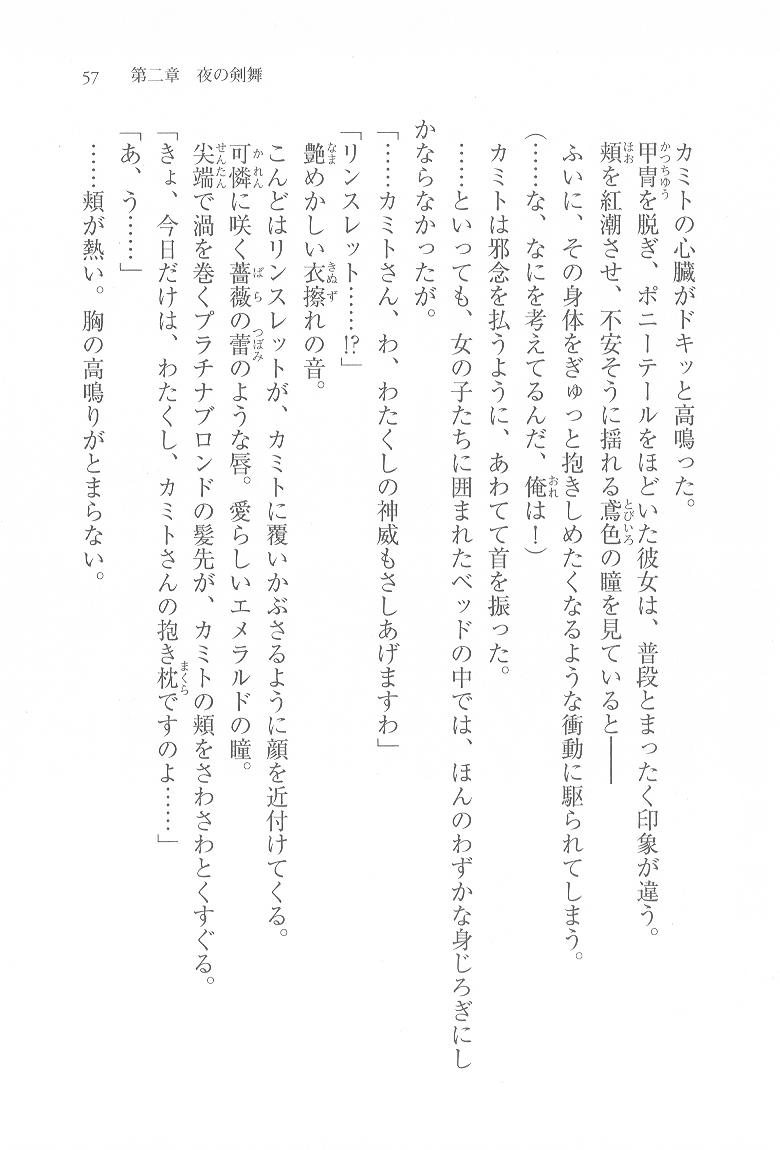 57 第二章 夜の剣舞
カミトの心臓がドキッと高鳴った。
甲冑を脱ぎ、ポニーテールをほどいた彼女は、普段とまったく印象が違う。
頬を紅潮させ、不安そうに揺れる鳶色の瞳を見ていると――
ふいに、その身体をぎゅっと抱きしめたくなるような衝動に駆られてしまう。
(……な、なにを考えてるんだ、俺は!)
カミトは邪念を払うように、あわてて首を振った。
……といっても、女の子たちに囲まれたベッドの中では、ほんのわずかな身じろぎにし
かならなかったが。
「……カミトさん、わ、わたくしの神威もさしあげますわ」
「リンスレット……!?」
艶めかしい衣擦れの音。
こんどはリンスレットが、カミトに覆いかぶさるように顔を近付けてくる。
可憐に咲く薔薇の蕾のような唇。愛らしいエメラルドの瞳。
尖端で渦を巻くプラチナブロンドの髪先が、カミトの頬をさわさわとくすぐる。
「きょ、今日だけは、わたくし、カミトさんの抱き枕ですのよ……」
「あ、う……」
……頬が熱い。胸の高鳴りがとまらない。